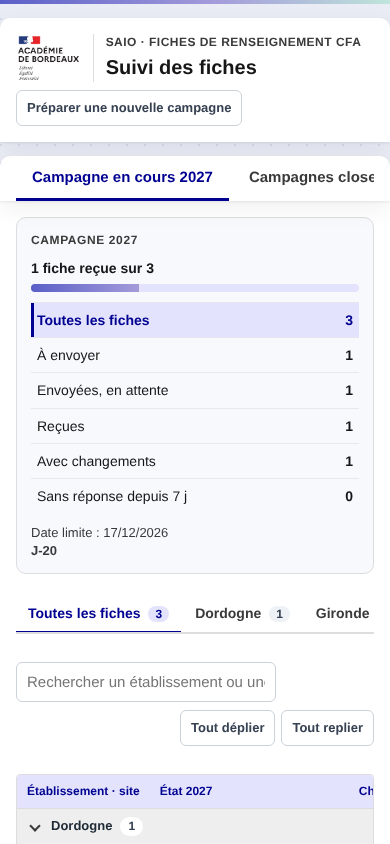 ACADÉMIE
DE BORDEAUX
Liberté
Égalité
Fraternité
SAIO · FICHES DE RENSEIGNEMENT CFA
Suivi des fiches
Préparer une nouvelle campagne
Campagne en cours 2027
Campagnes close
CAMPAGNE 2027
1 fiche reçue sur 3
Toutes les fiches 3
À envoyer 1
Envoyées, en attente 1
Reçues 1
Avec changements 1
Sans réponse depuis 7 j 0
Date limite : 17/12/2026
J-20
Toutes les fiches 3 Dordogne 1 Gironde
Rechercher un établissement ou un
Tout déplier Tout replier
Établissement · site État 2027 Ch
Dordogne 1